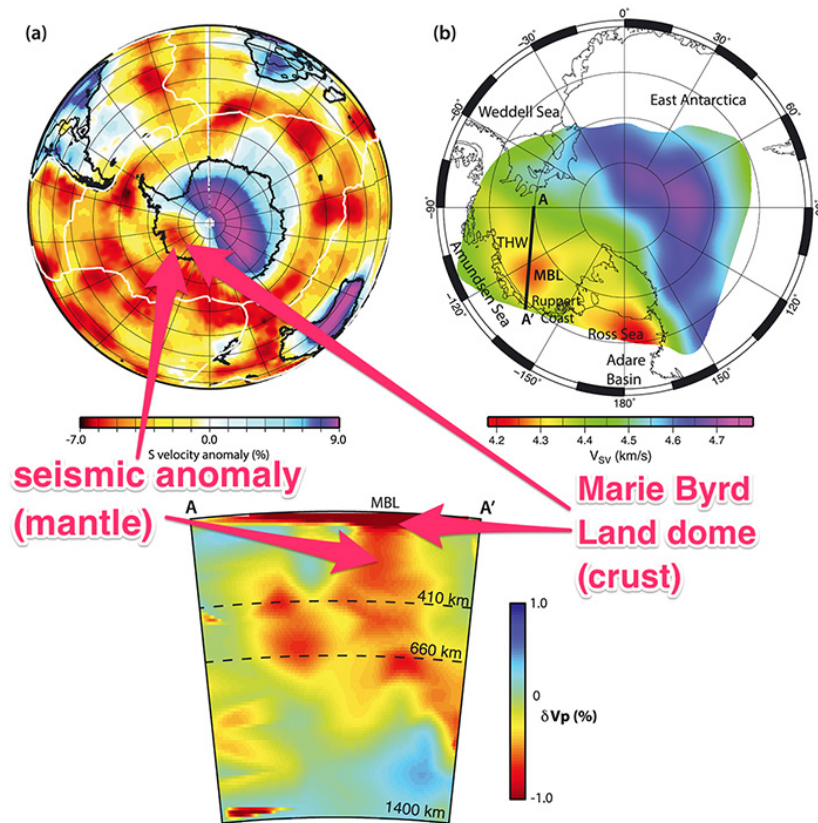 (a)
(b)
0°
-30°
30°
-60°
60°
-90°
90°
-120°
120°
-150°
150°
180°
Weddell Sea
East Antarctica
A
THW
MBL
Amundsen Sea
A'
Ruppert
Coast
Ross Sea
Adare
Basin
-7.0
0.0
9.0
S velocity anomaly (%)
4.2
4.3
4.4
4.5
4.6
4.7
V_SV (km/s)
seismic anomaly
(mantle)
Marie Byrd
Land dome
(crust)
A
MBL
A'
410 km
660 km
1400 km
1.0
0
-1.0
δ Vp (%)